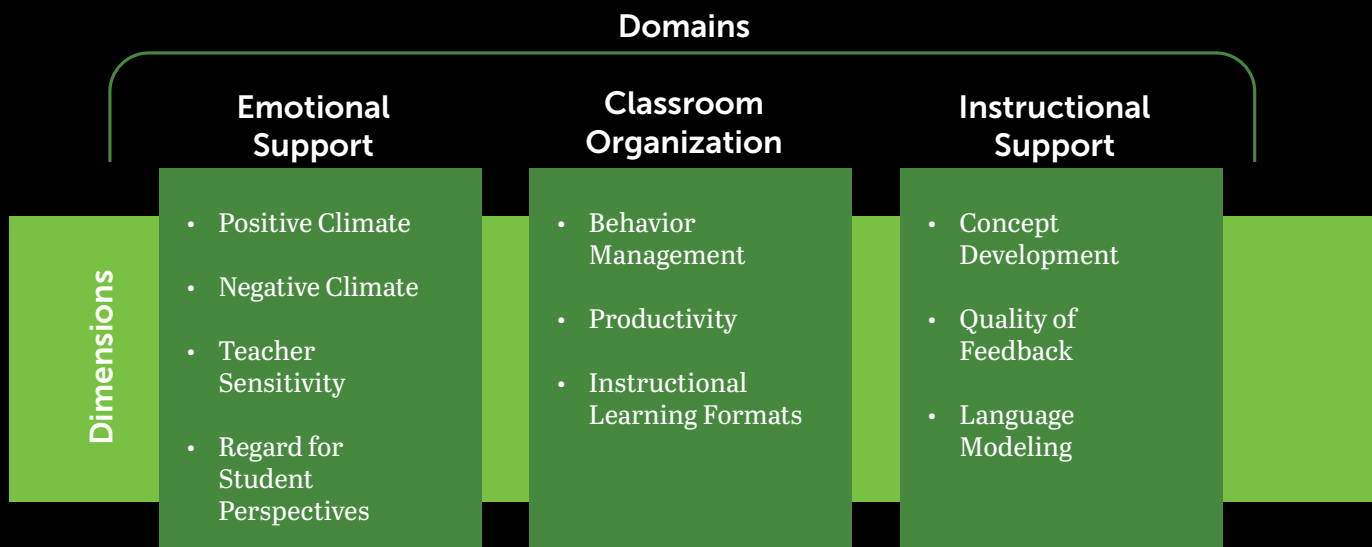 Domains
Emotional
Support
Classroom
Organization
Instructional
Support
Dimensions
• Positive Climate
• Negative Climate
• Teacher
Sensitivity
• Regard for
Student
Perspectives
• Behavior
Management
• Productivity
• Instructional
Learning Formats
• Concept
Development
• Quality of
Feedback
• Language
Modeling